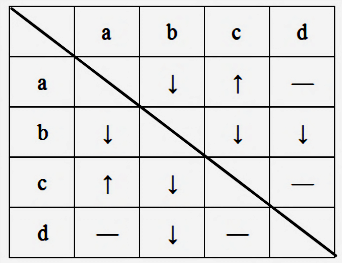 a b c d
a ↓ ↑ —
b ↓ ↓ ↓
c ↑ ↓ —
d — ↓ —